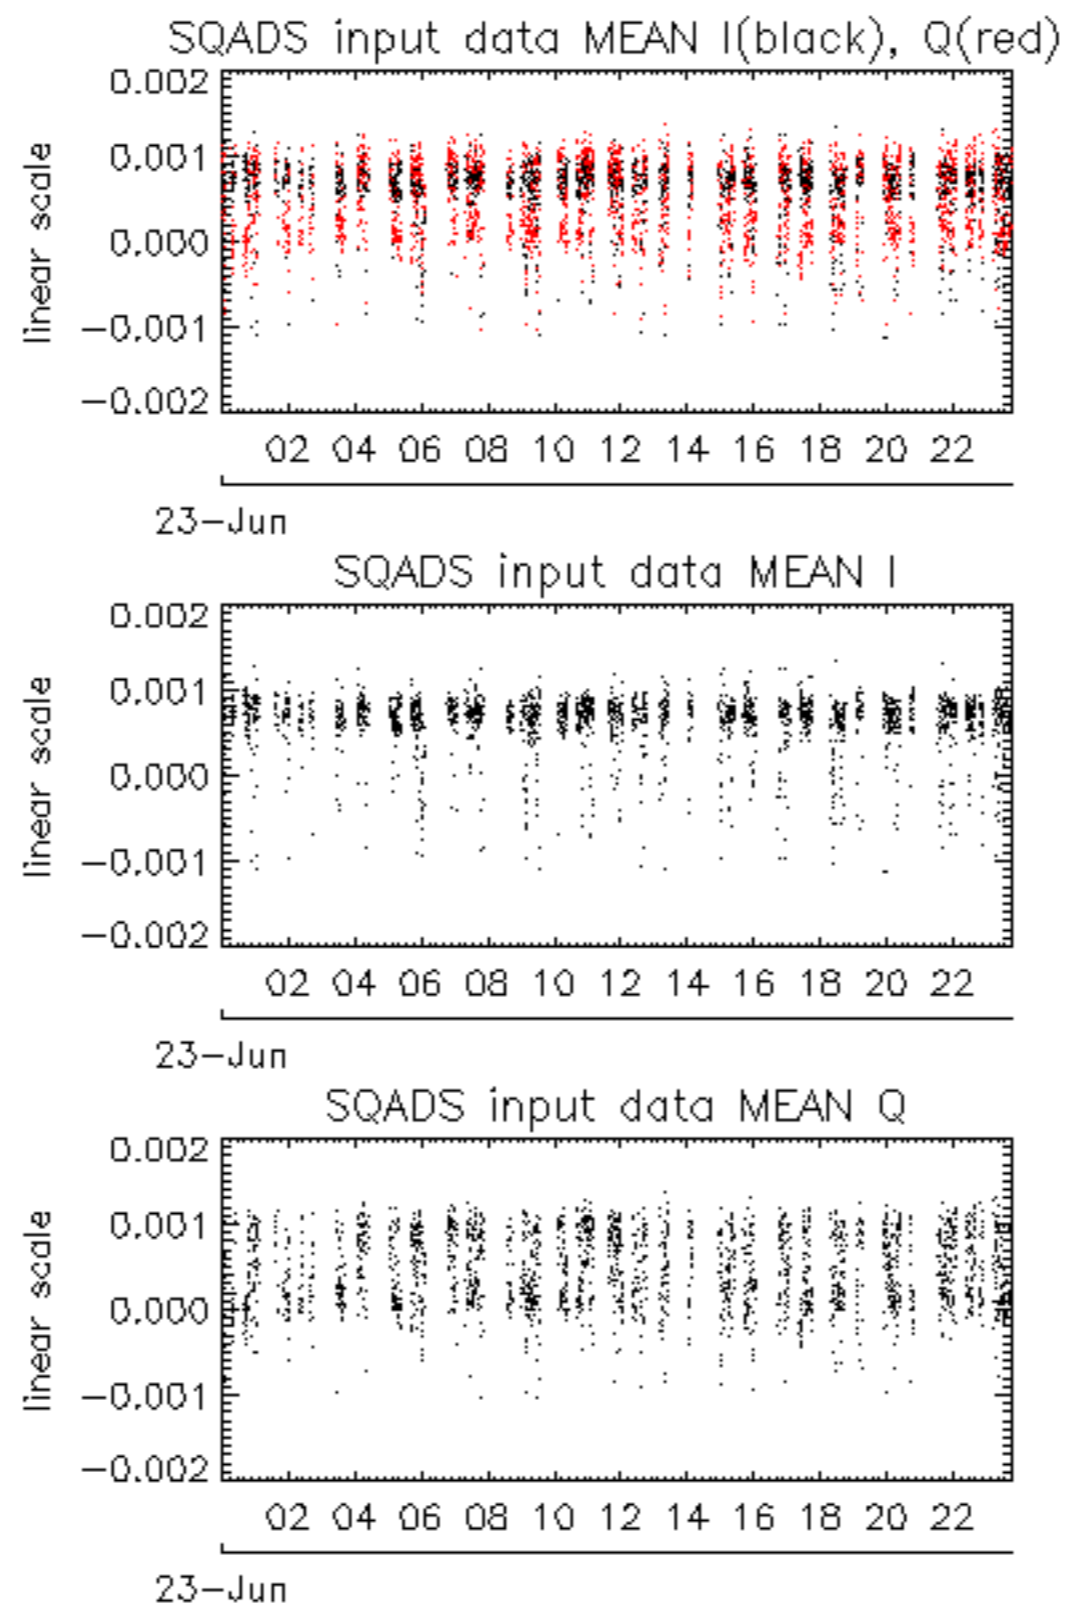 SQADS input data MEAN I(black), Q(red)
0.002
0.001
0.000
−0.001
−0.002
linear scale
02 04 06 08 10 12 14 16 18 20 22
23−Jun
SQADS input data MEAN I
0.002
0.001
0.000
−0.001
−0.002
linear scale
02 04 06 08 10 12 14 16 18 20 22
23−Jun
SQADS input data MEAN Q
0.002
0.001
0.000
−0.001
−0.002
linear scale
02 04 06 08 10 12 14 16 18 20 22
23−Jun